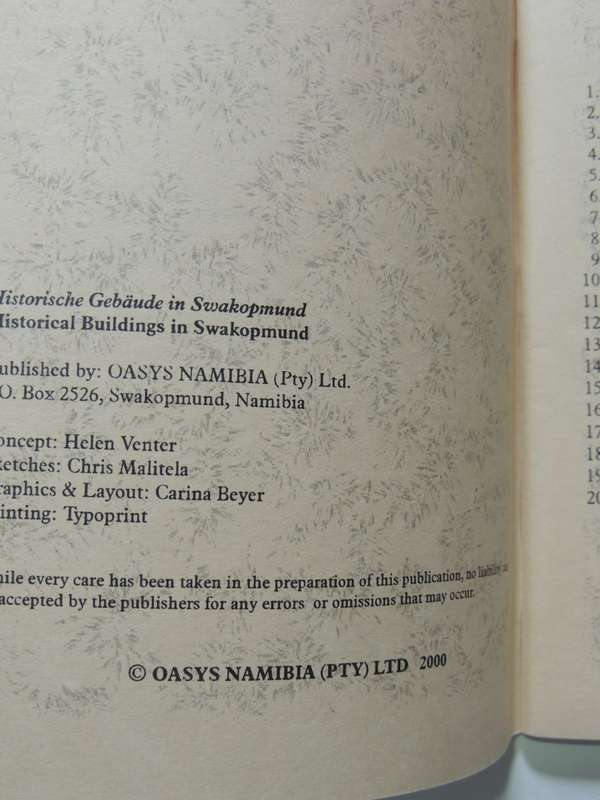 Historische Gebäude in Swakopmund
Historical Buildings in Swakopmund
ublished by: OASYS NAMIBIA (Pty) Ltd.
.O. Box 2526, Swakopmund, Namibia
oncept: Helen Venter
ketches: Chris Malitela
raphics & Layout: Carina Beyer
inting: Typoprint
hile every care has been taken in the preparation of this publication, no liability
accepted by the publishers for any errors or omissions that may occur.
© OASYS NAMIBIA (PTY) LTD 2000
1.
2.
3.
4.
5.
6.
7
8
9
10
11
12
13
14
15
16
17
18
19
20